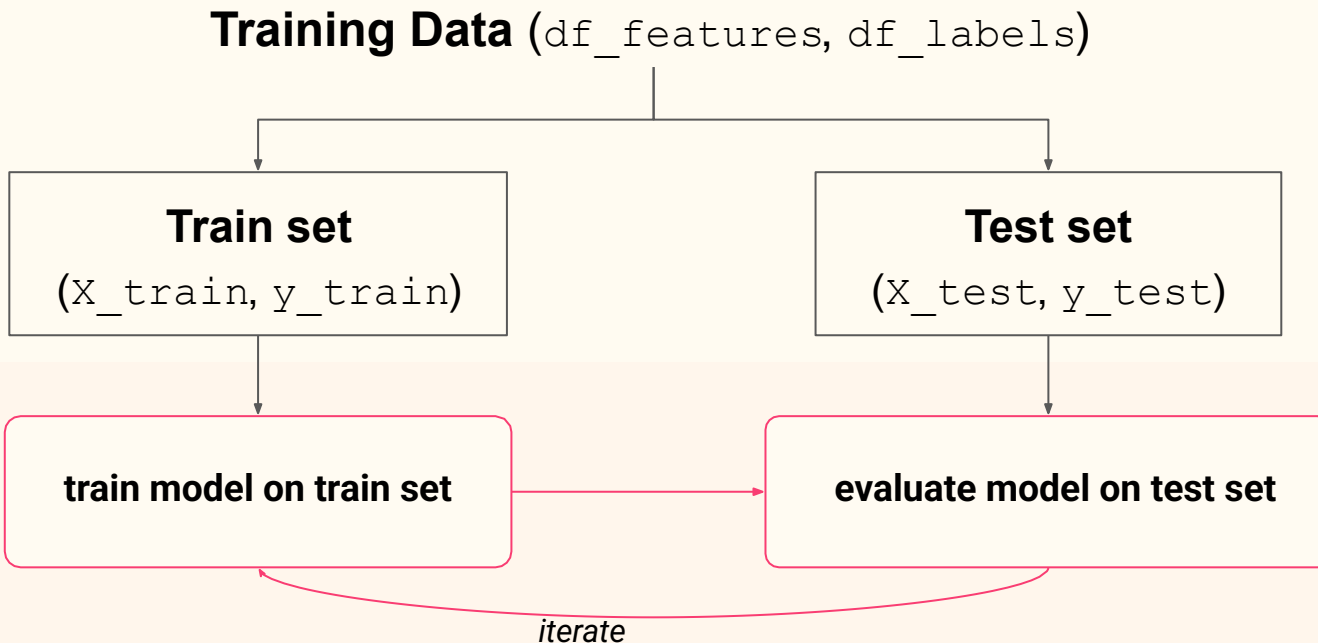 Training Data (df_features, df_labels)
Train set
(X_train, y_train)
Test set
(X_test, y_test)
train model on train set
evaluate model on test set
iterate